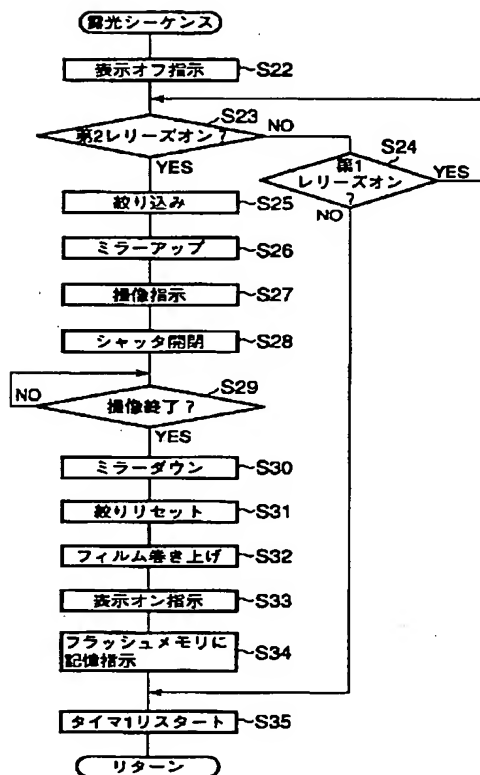 露光シーケンス
表示オフ指示
S22
第2レリーズオン?
S23
NO
YES
第1
レリーズオン
?
S24
YES
NO
絞り込み
S25
ミラーアップ
S26
撮像指示
S27
シャッタ開閉
S28
撮像終了?
S29
NO
YES
ミラーダウン
S30
絞りリセット
S31
フィルム巻き上げ
S32
表示オン指示
S33
フラッシュメモリに
記憶指示
S34
タイマ1リスタート
S35
リターン